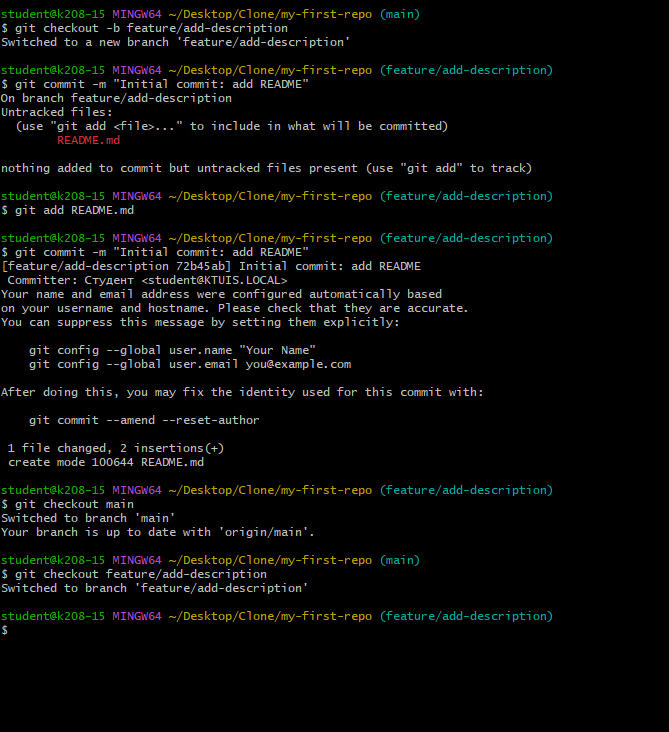 student@k208-15 MINGW64 ~/Desktop/Clone/my-first-repo (main)
$ git checkout -b feature/add-description
Switched to a new branch 'feature/add-description'
student@k208-15 MINGW64 ~/Desktop/Clone/my-first-repo (feature/add-description)
$ git commit -m "Initial commit: add README"
On branch feature/add-description
Untracked files:
  (use "git add <file>..." to include in what will be committed)
        README.md
nothing added to commit but untracked files present (use "git add" to track)
student@k208-15 MINGW64 ~/Desktop/Clone/my-first-repo (feature/add-description)
$ git add README.md
student@k208-15 MINGW64 ~/Desktop/Clone/my-first-repo (feature/add-description)
$ git commit -m "Initial commit: add README"
[feature/add-description 72b45ab] Initial commit: add README
 Committer: Студент <student@KTUIS.LOCAL>
Your name and email address were configured automatically based
on your username and hostname. Please check that they are accurate.
You can suppress this message by setting them explicitly:
    git config --global user.name "Your Name"
    git config --global user.email you@example.com
After doing this, you may fix the identity used for this commit with:
    git commit --amend --reset-author
 1 file changed, 2 insertions(+)
 create mode 100644 README.md
student@k208-15 MINGW64 ~/Desktop/Clone/my-first-repo (feature/add-description)
$ git checkout main
Switched to branch 'main'
Your branch is up to date with 'origin/main'.
student@k208-15 MINGW64 ~/Desktop/Clone/my-first-repo (main)
$ git checkout feature/add-description
Switched to branch 'feature/add-description'
student@k208-15 MINGW64 ~/Desktop/Clone/my-first-repo (feature/add-description)
$